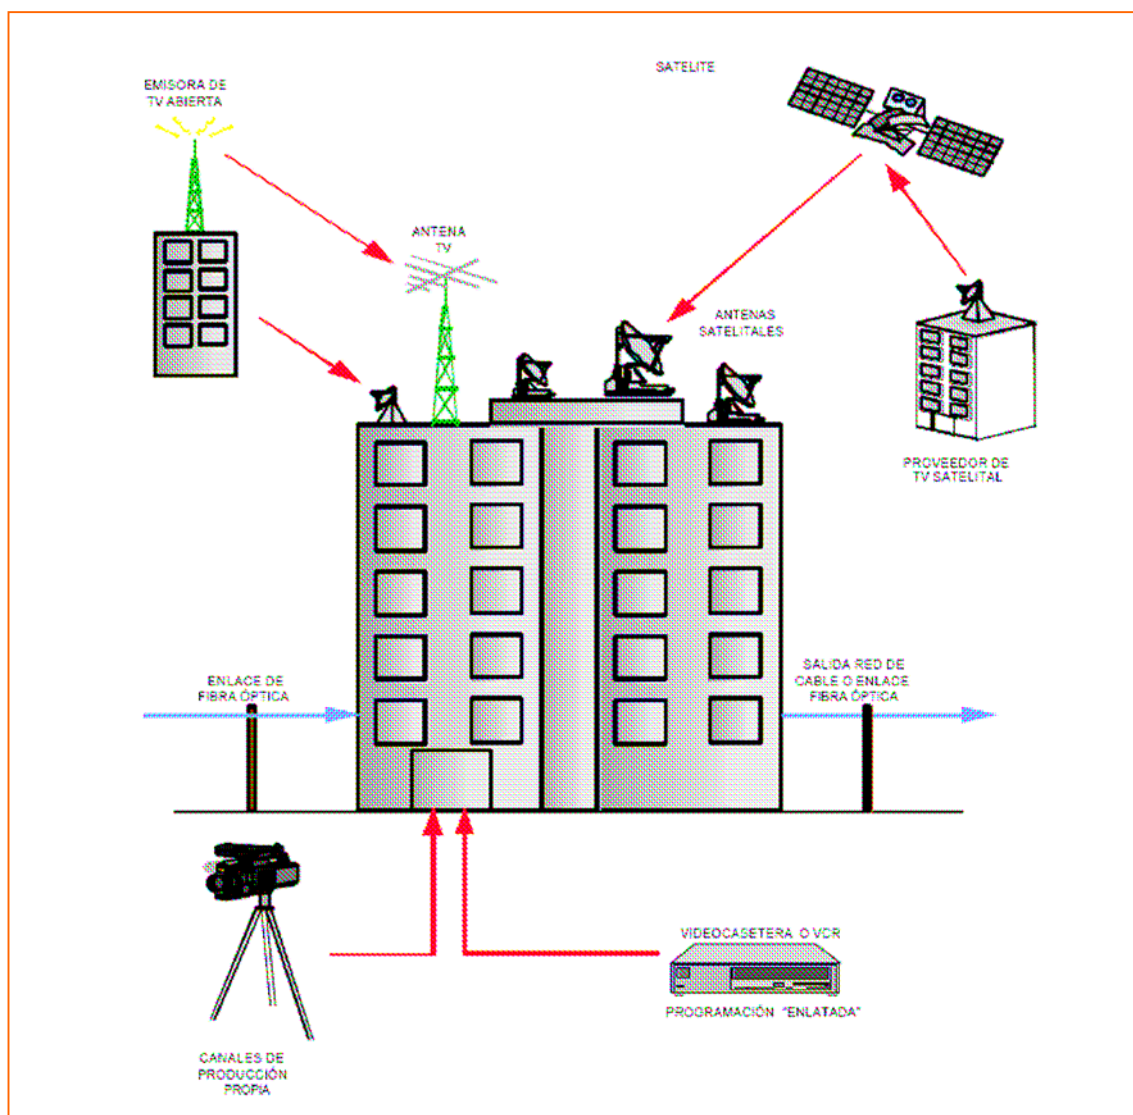 EMISORA DE
TV ABIERTA
SATELITE
ANTENA
TV
ANTENAS
SATELITALES
PROVEEDOR DE
TV SATELITAL
ENLACE DE
FIBRA ÓPTICA
SALIDA RED DE
CABLE O ENLACE
FIBRA ÓPTICA
VIDEOCASETERA O VCR
PROGRAMACIÓN "ENLATADA"
CANALES DE
PRODUCCIÓN
PROPIA